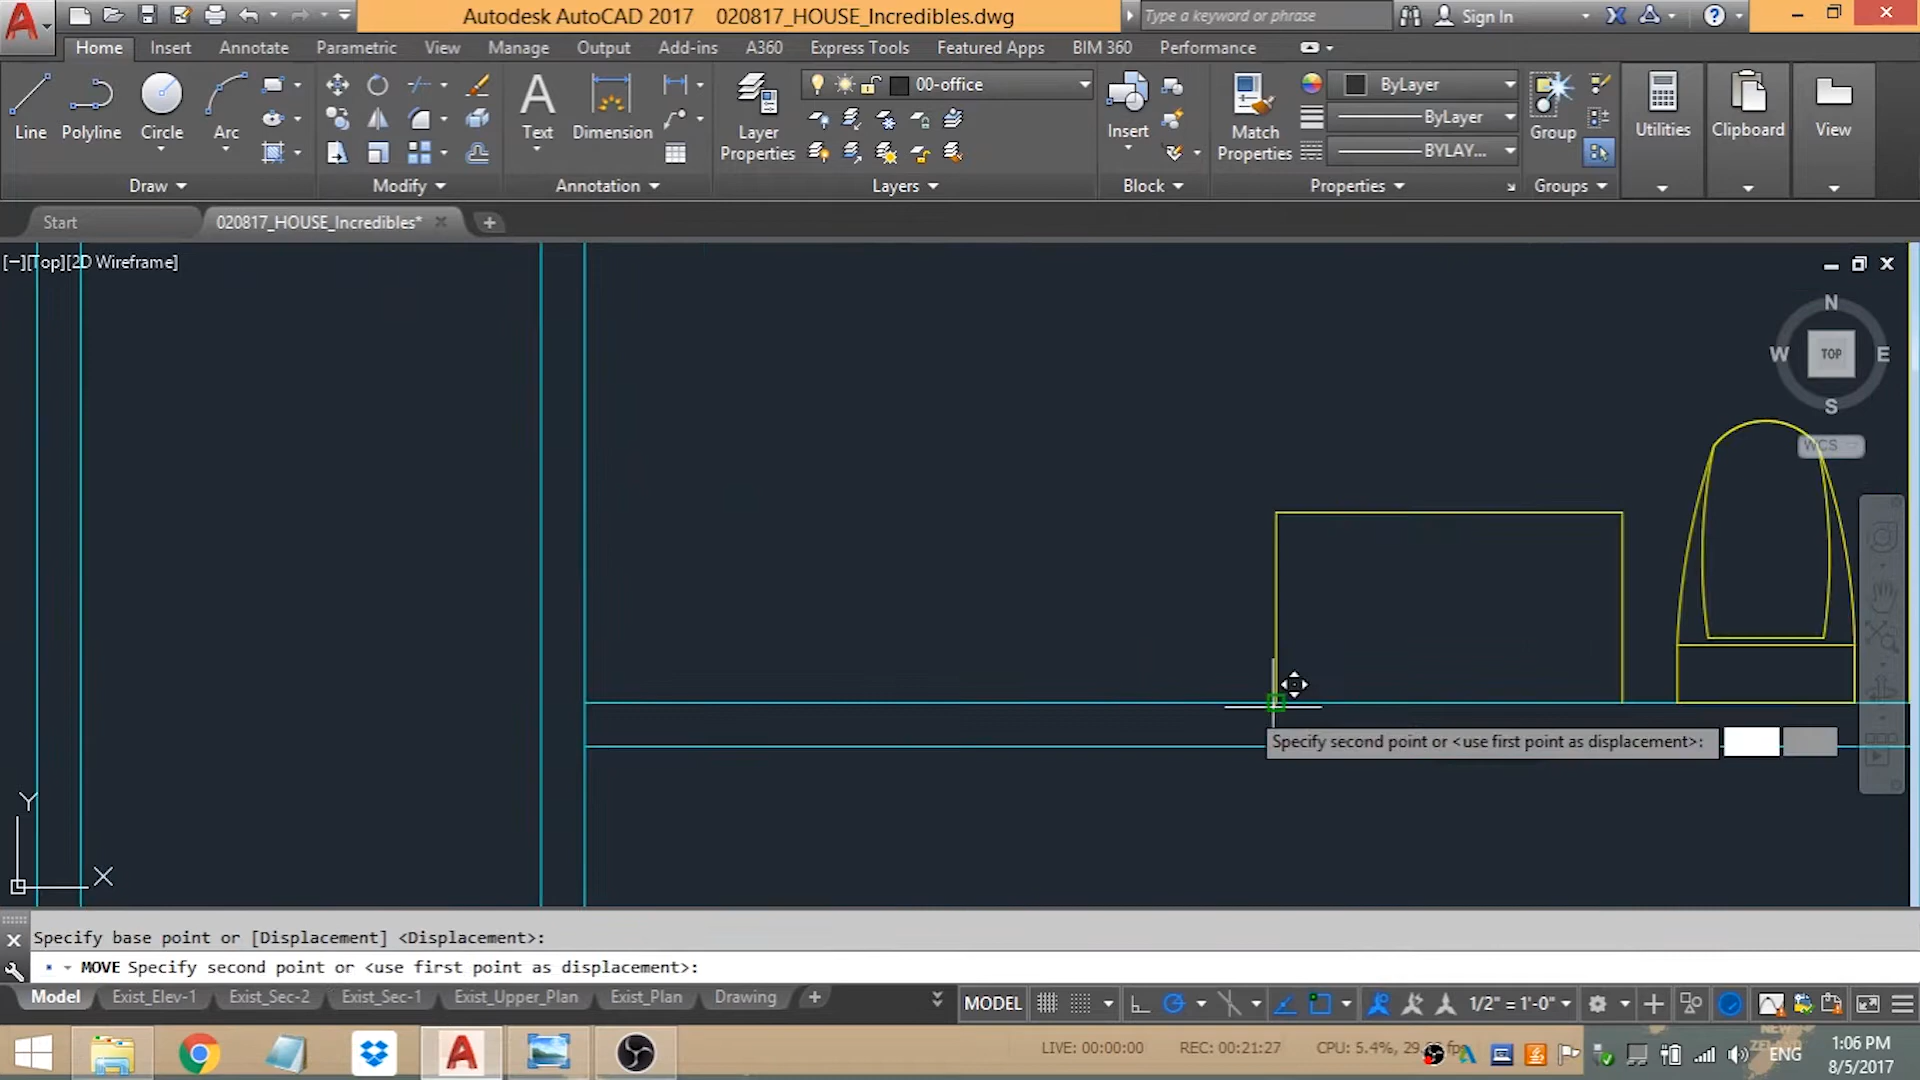 Autodesk AutoCAD 2017 020817_HOUSE_Incredibles.dwg
Type a keyword or phrase
Sign In
Home Insert Annotate Parametric View Manage Output Add-ins A360 Express Tools Featured Apps BIM 360 Performance
00-office
ByLayer
ByLayer
BYLAY...
Line Polyline Circle Arc
Text Dimension
Layer Properties
Insert
Match Properties
Group
Utilities
Clipboard
View
Draw Modify Annotation Layers Block Properties Groups
Start 020817_HOUSE_Incredibles*
[−][Top][2D Wireframe]
N
W TOP E
S
WCS
Specify second point or <use first point as displacement>:
Y
X
Specify base point or [Displacement] <Displacement>:
MOVE Specify second point or <use first point as displacement>:
Model Exist_Elev-1 Exist_Sec-2 Exist_Sec-1 Exist_Upper_Plan Exist_Plan Drawing
MODEL
1/2" = 1'-0"
LIVE: 00:00:00 REC: 00:21:27 CPU: 5.4%, 29
ENG
1:06 PM
8/5/2017